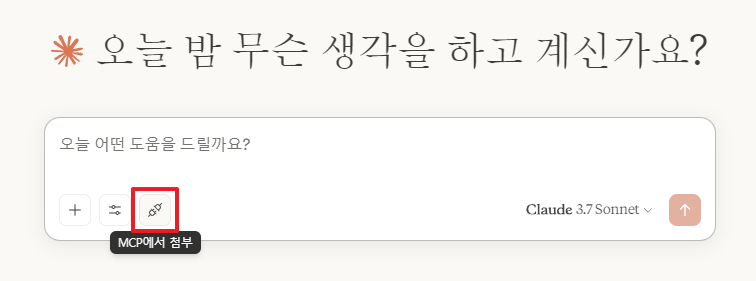 오늘 밤 무슨 생각을 하고 계신가요?
오늘 어떤 도움을 드릴까요?
Claude 3.7 Sonnet
MCP에서 첨부